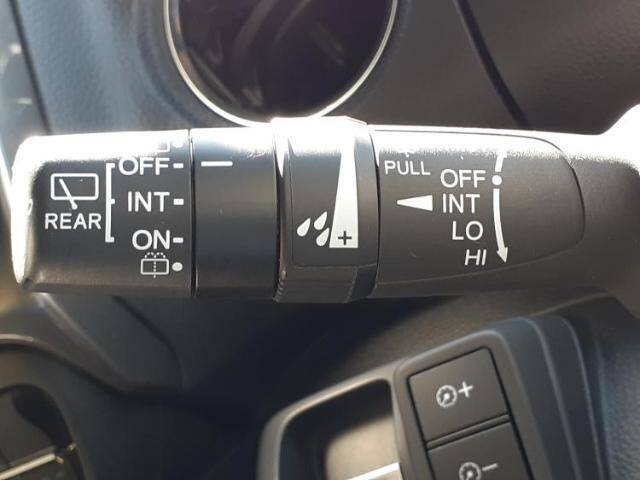 OFF
INT
ON
REAR
+
PULL
OFF
INT
LO
HI
+
-